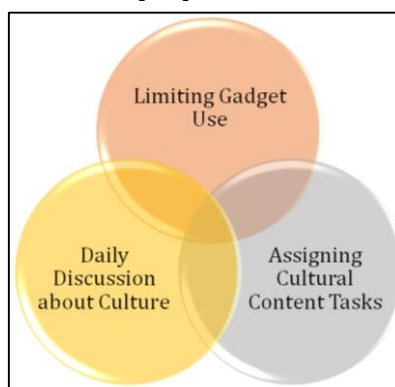 Limiting Gadget
Use
Daily
Discussion
about Culture
Assigning
Cultural
Content Tasks